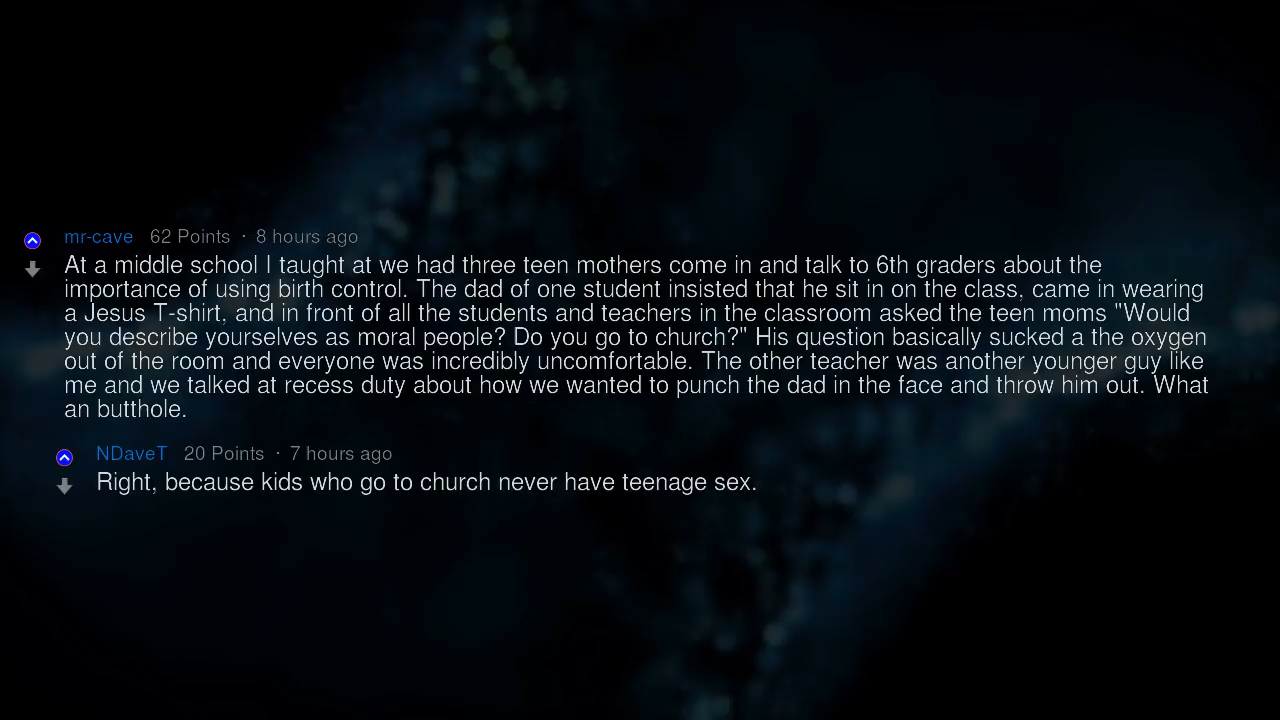 mr-cave 62 Points · 8 hours ago
At a middle school I taught at we had three teen mothers come in and talk to 6th graders about the
importance of using birth control. The dad of one student insisted that he sit in on the class, came in wearing
a Jesus T-shirt, and in front of all the students and teachers in the classroom asked the teen moms "Would
you describe yourselves as moral people? Do you go to church?" His question basically sucked a the oxygen
out of the room and everyone was incredibly uncomfortable. The other teacher was another younger guy like
me and we talked at recess duty about how we wanted to punch the dad in the face and throw him out. What
an butthole.
NDaveT 20 Points · 7 hours ago
Right, because kids who go to church never have teenage sex.